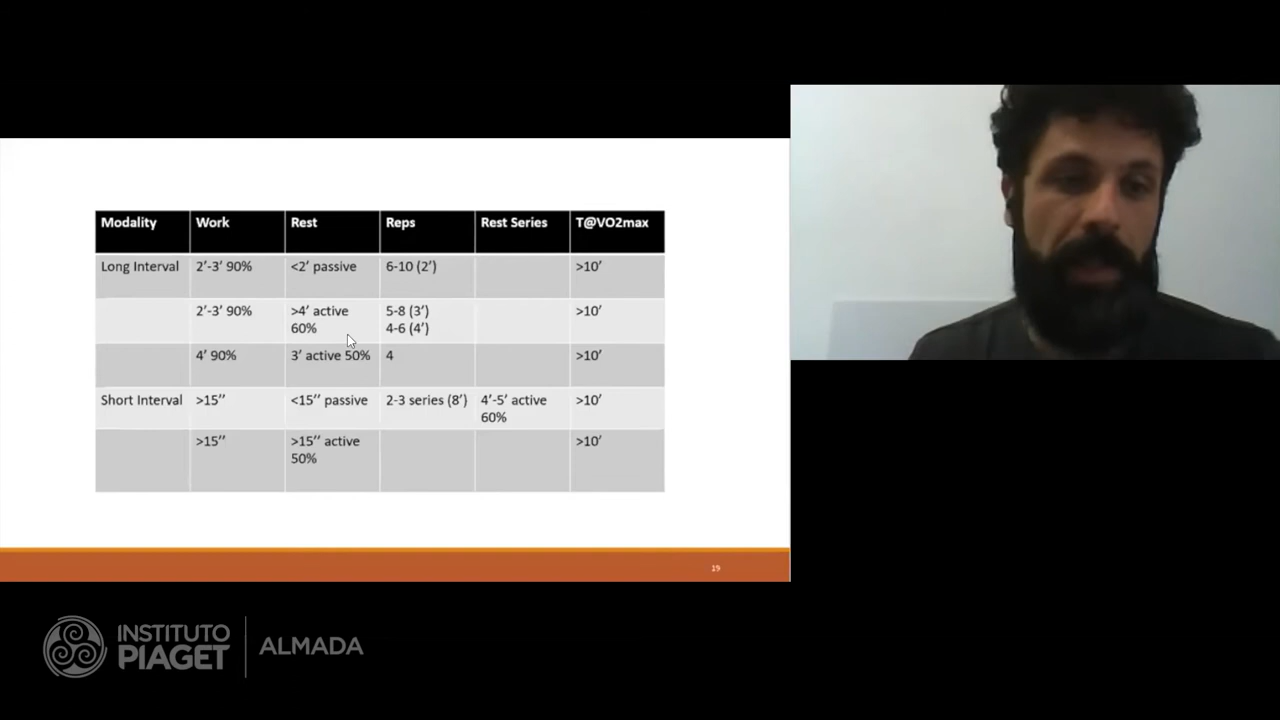 Modality Work Rest Reps Rest Series T@VO2max
Long Interval 2’-3’ 90% <2’ passive 6-10 (2’) >10’
2’-3’ 90% >4’ active 5-8 (3’) >10’
60% 4-6 (4’)
4’ 90% 3’ active 50% 4 >10’
Short Interval >15’’ <15’’ passive 2-3 series (8’) 4’-5’ active >10’
60%
>15’’ >15’’ active >10’
50%
19
INSTITUTO
PIAGET
ALMADA